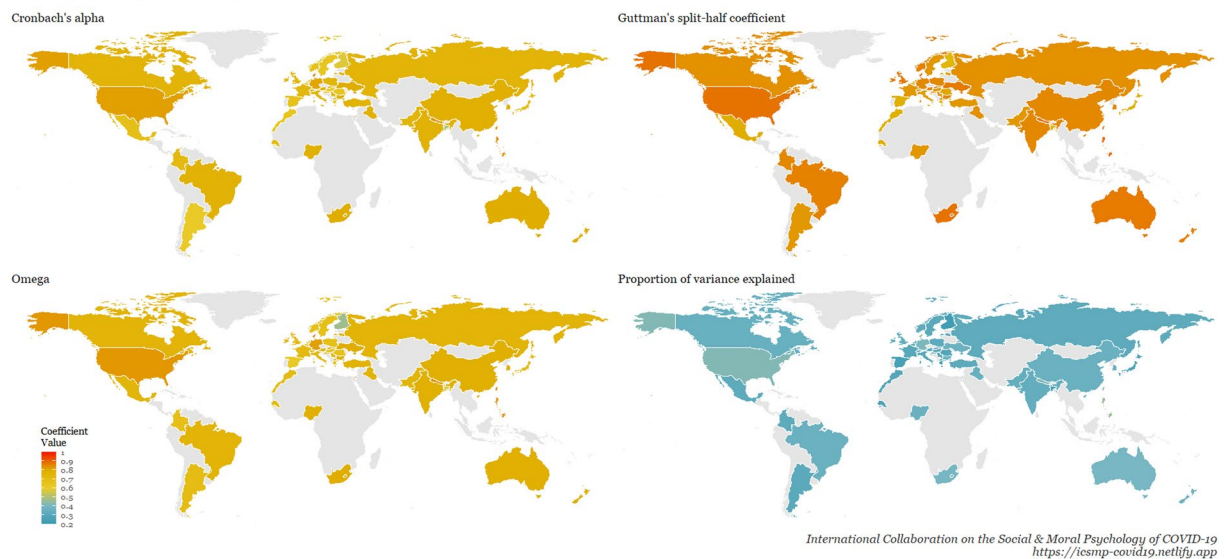 Cronbach's alpha
Guttman's split-half coefficient
Omega
Proportion of variance explained
Coefficient
Value
1
0.9
0.8
0.7
0.6
0.5
0.4
0.3
0.2
International Collaboration on the Social & Moral Psychology of COVID-19
https://icsmp-covid19.netlify.app